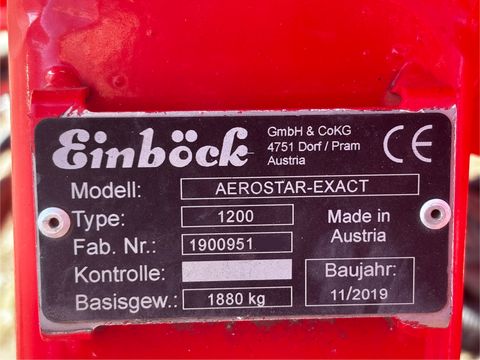 Einböck
GmbH & CoKG
4751 Dorf / Pram
Austria
CE
Modell: AEROSTAR-EXACT
Type: 1200
Fab. Nr.: 1900951
Kontrolle:
Basisgew.: 1880 kg
Made in
Austria
Baujahr:
11/2019